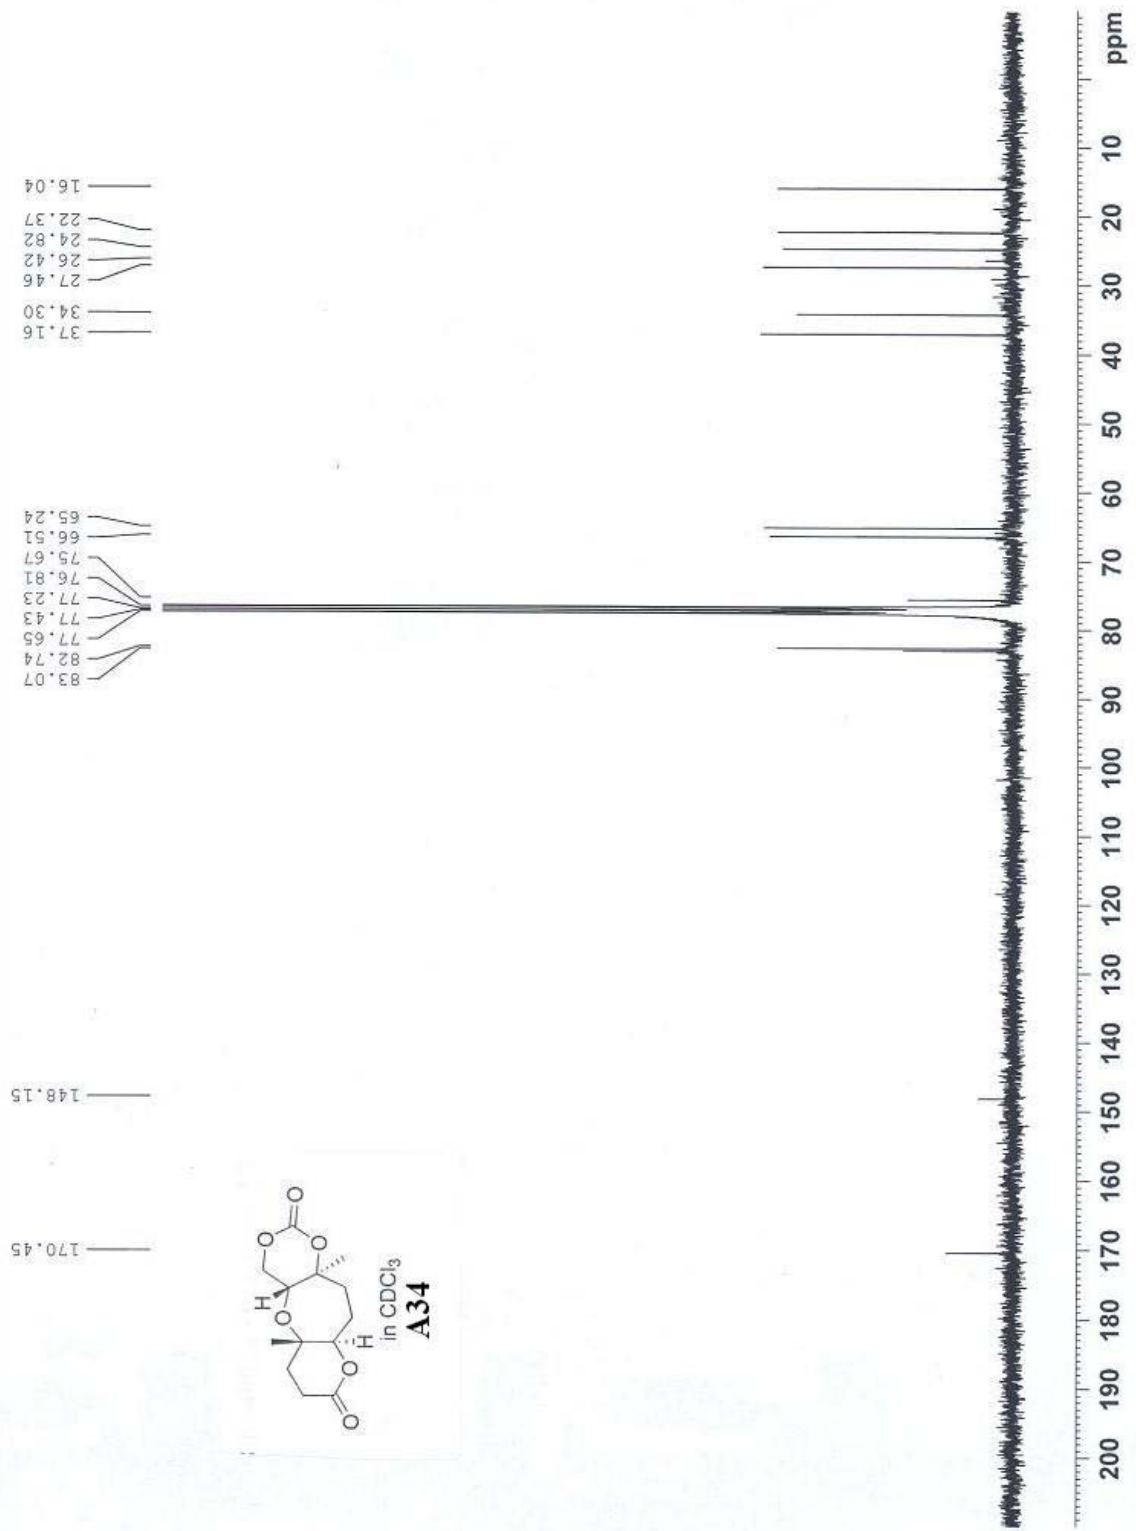 170.45
148.15
83.07
82.74
77.65
77.43
77.23
76.81
75.67
66.51
65.24
37.16
34.30
27.46
26.42
24.82
22.37
16.04
O
O
H
O
O
O
O
H
in CDCl₃
A34
200 190 180 170 160 150 140 130 120 110 100 90 80 70 60 50 40 30 20 10 ppm